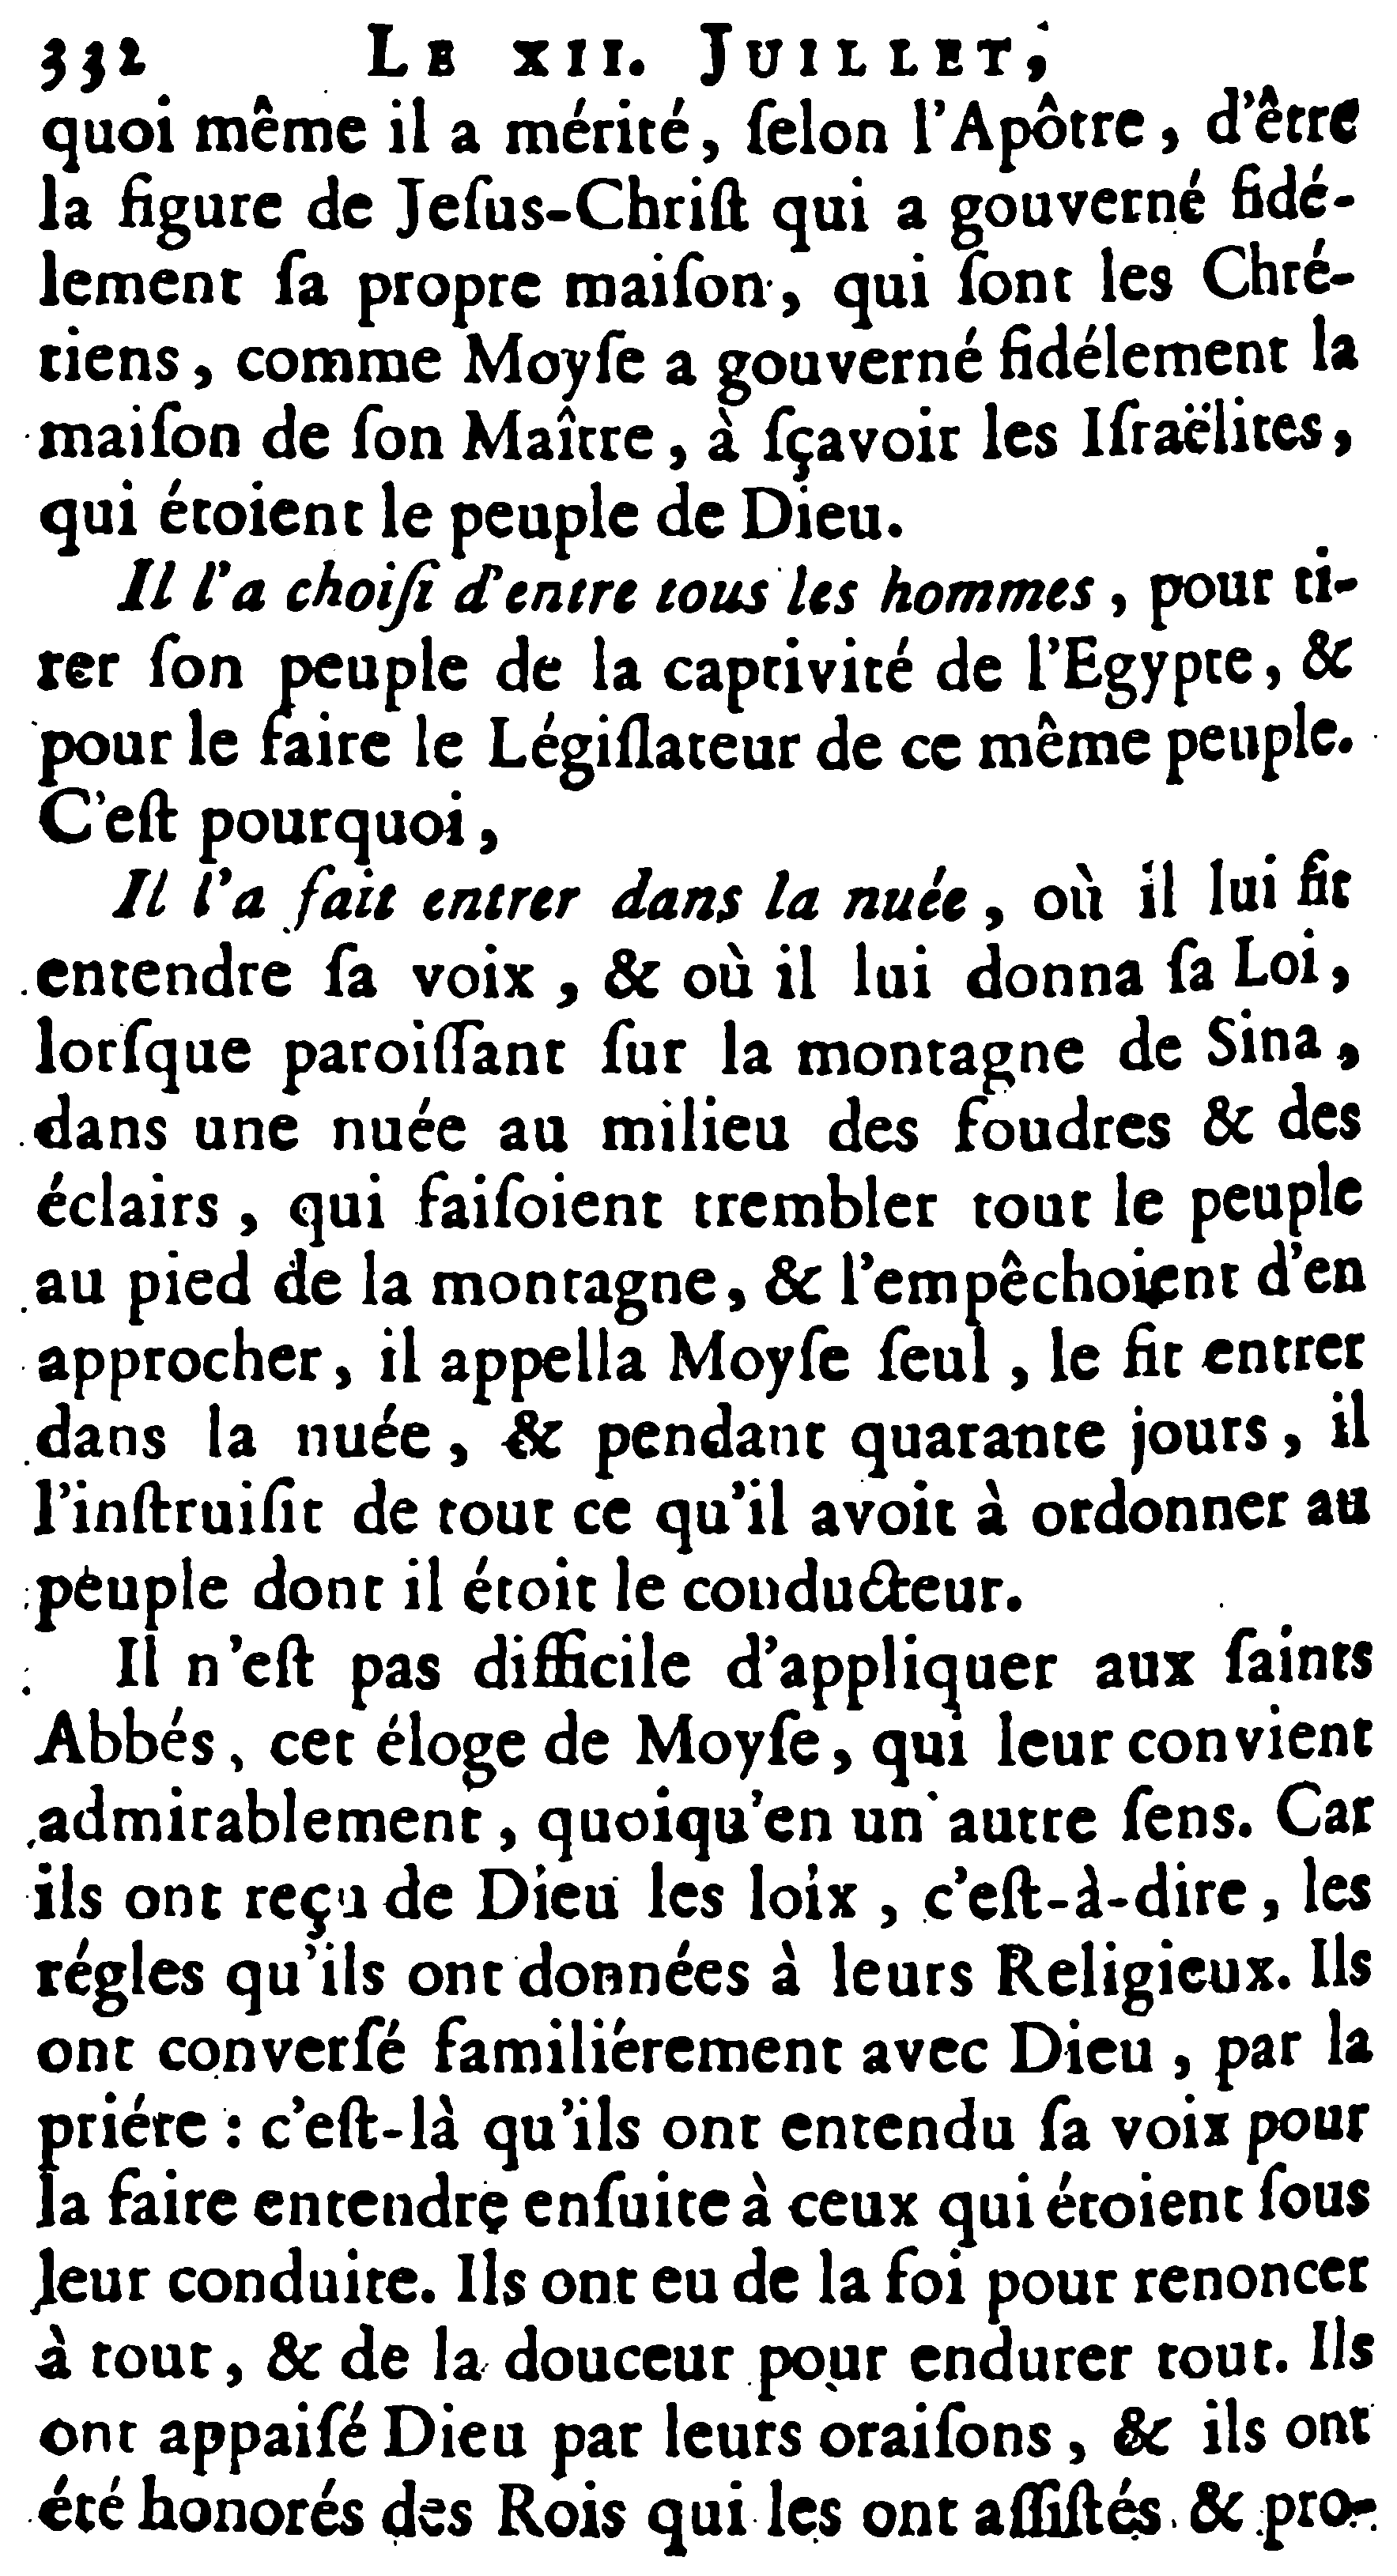 332 LE XII. JUILLET,
quoi même il a mérité, ſelon l'Apôtre, d'être
la figure de Jeſus-Chriſt qui a gouverné fidé-
lement ſa propre maiſon, qui ſont les Chré-
tiens, comme Moyſe a gouverné fidélement la
maiſon de ſon Maître, à ſçavoir les Iſraëlites,
qui étoient le peuple de Dieu.
Il l'a choiſi d'entre tous les hommes, pour ti-
rer ſon peuple de la captivité de l'Egypte, &
pour le faire le Légiſlateur de ce même peuple.
C'eſt pourquoi,
Il l'a fait entrer dans la nuée, où il lui fit
entendre ſa voix, & où il lui donna ſa Loi,
lorſque paroiſſant ſur la montagne de Sina,
dans une nuée au milieu des foudres & des
éclairs, qui faiſoient trembler tout le peuple
au pied de la montagne, & l'empêchoient d'en
approcher, il appella Moyſe ſeul, le fit entrer
dans la nuée, & pendant quarante jours, il
l'inſtruiſit de tout ce qu'il avoit à ordonner au
peuple dont il étoit le conducteur.
Il n'eſt pas difficile d'appliquer aux ſaints
Abbés, cet éloge de Moyſe, qui leur convient
admirablement, quoiqu'en un autre ſens. Car
ils ont reçu de Dieu les loix, c'eſt-à-dire, les
régles qu'ils ont données à leurs Religieux. Ils
ont converſé familiérement avec Dieu, par la
priére : c'eſt-là qu'ils ont entendu ſa voix pour
la faire entendre enſuite à ceux qui étoient ſous
leur conduite. Ils ont eu de la foi pour renoncer
à tout, & de la douceur pour endurer tout. Ils
ont appaiſé Dieu par leurs oraiſons, & ils ont
été honorés des Rois qui les ont aſſiſtés & pro-